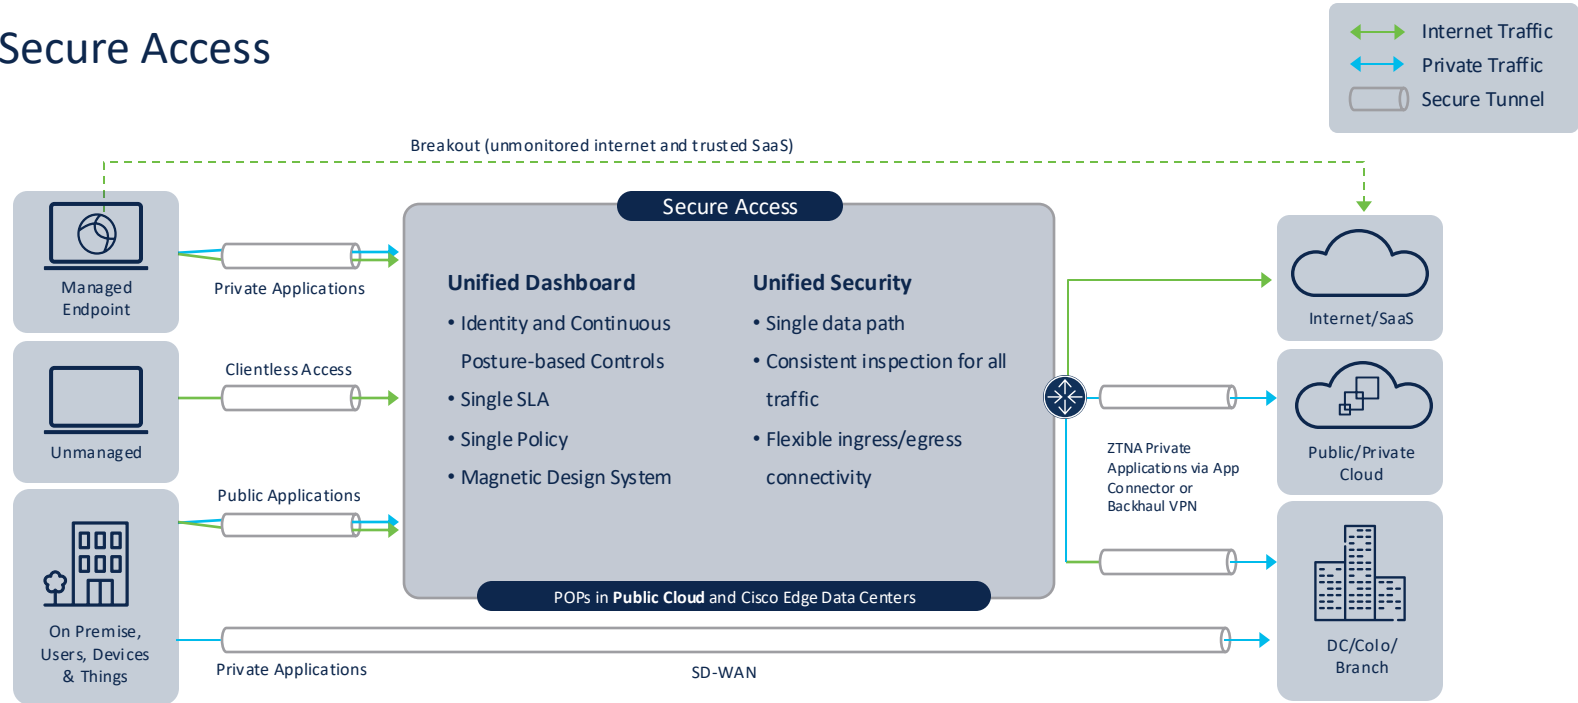 Secure Access
Internet Traffic
Private Traffic
Secure Tunnel
Breakout (unmonitored internet and trusted SaaS)
Managed
Endpoint
Private Applications
Unmanaged
Clientless Access
Public Applications
On Premise,
Users, Devices
& Things
Private Applications
SD-WAN
Secure Access
Unified Dashboard
• Identity and Continuous
Posture-based Controls
• Single SLA
• Single Policy
• Magnetic Design System
Unified Security
• Single data path
• Consistent inspection for all
traffic
• Flexible ingress/egress
connectivity
POPs in Public Cloud and Cisco Edge Data Centers
ZTNA Private
Applications via App
Connector or
Backhaul VPN
Internet/SaaS
Public/Private
Cloud
DC/Colo/
Branch